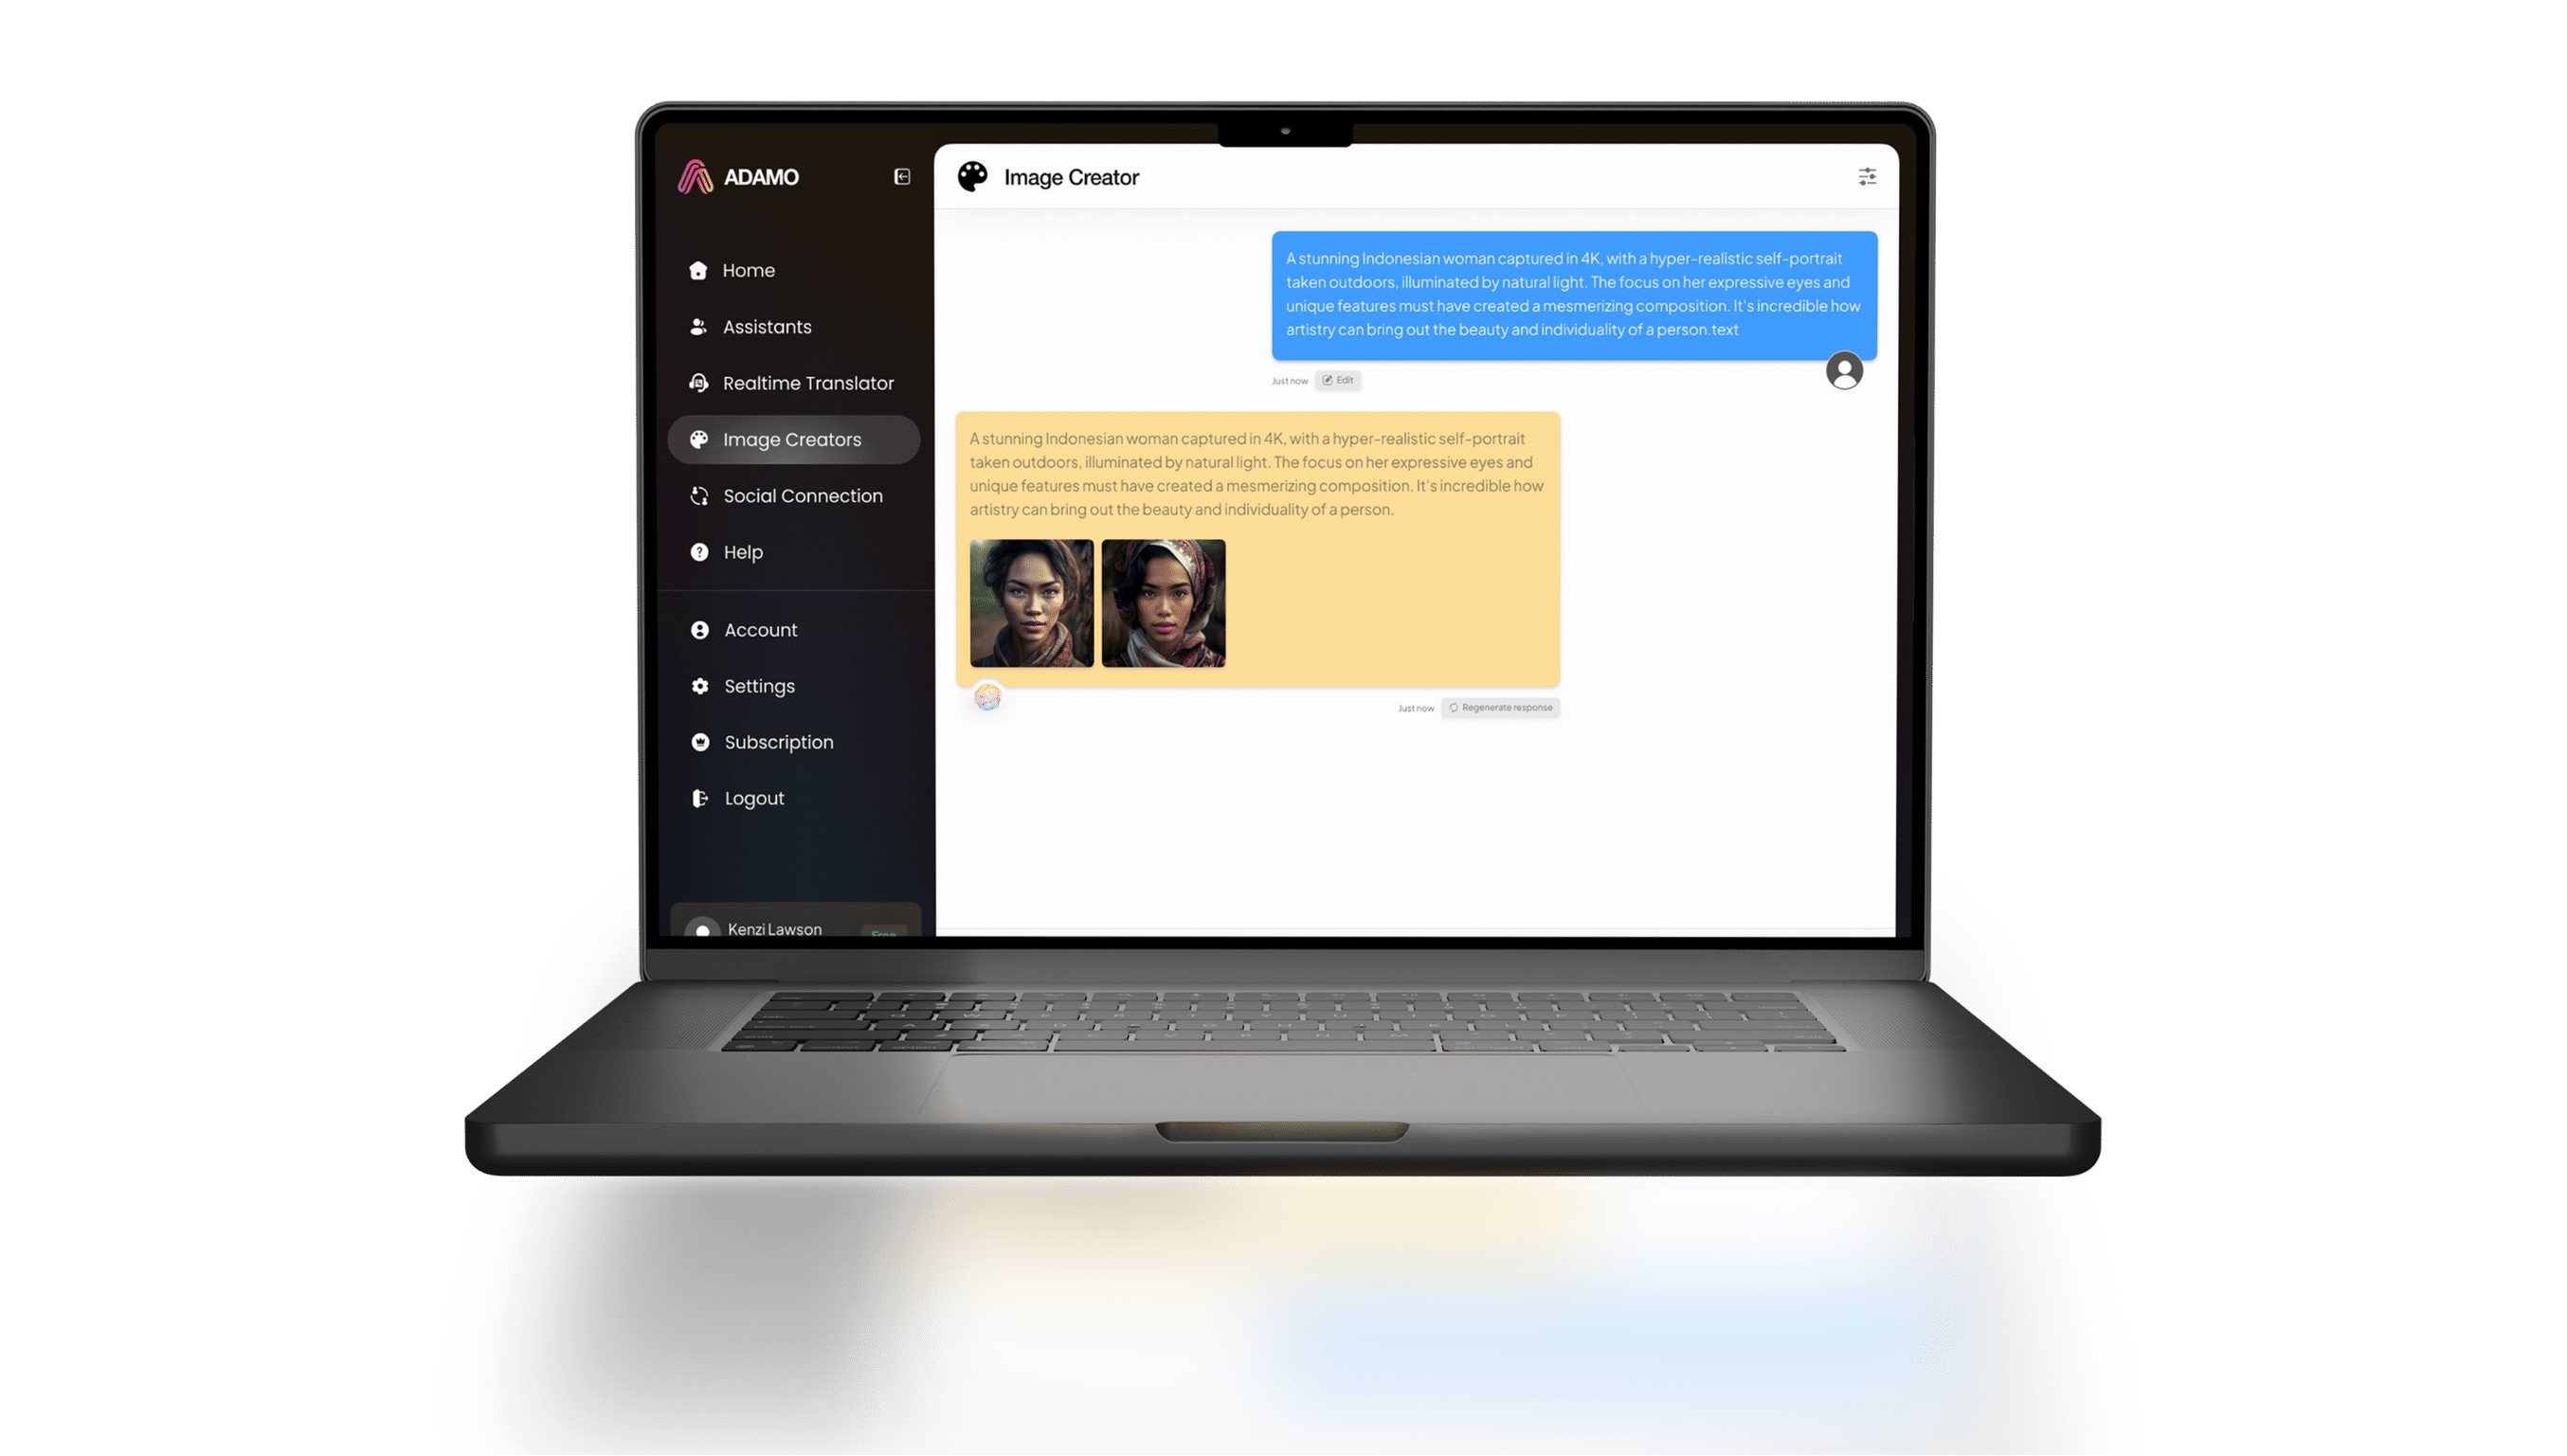 ADAMO
Home
Assistants
Realtime Translator
Image Creators
Social Connection
Help
Account
Settings
Subscription
Logout
Kenzi Lawson
Free
Image Creator
A stunning Indonesian woman captured in 4K, with a hyper-realistic self-portrait
taken outdoors, illuminated by natural light. The focus on her expressive eyes and
unique features must have created a mesmerizing composition. It's incredible how
artistry can bring out the beauty and individuality of a person.text
Just now
Edit
A stunning Indonesian woman captured in 4K, with a hyper-realistic self-portrait
taken outdoors, illuminated by natural light. The focus on her expressive eyes and
unique features must have created a mesmerizing composition. It's incredible how
artistry can bring out the beauty and individuality of a person.
Just now
Regenerate response